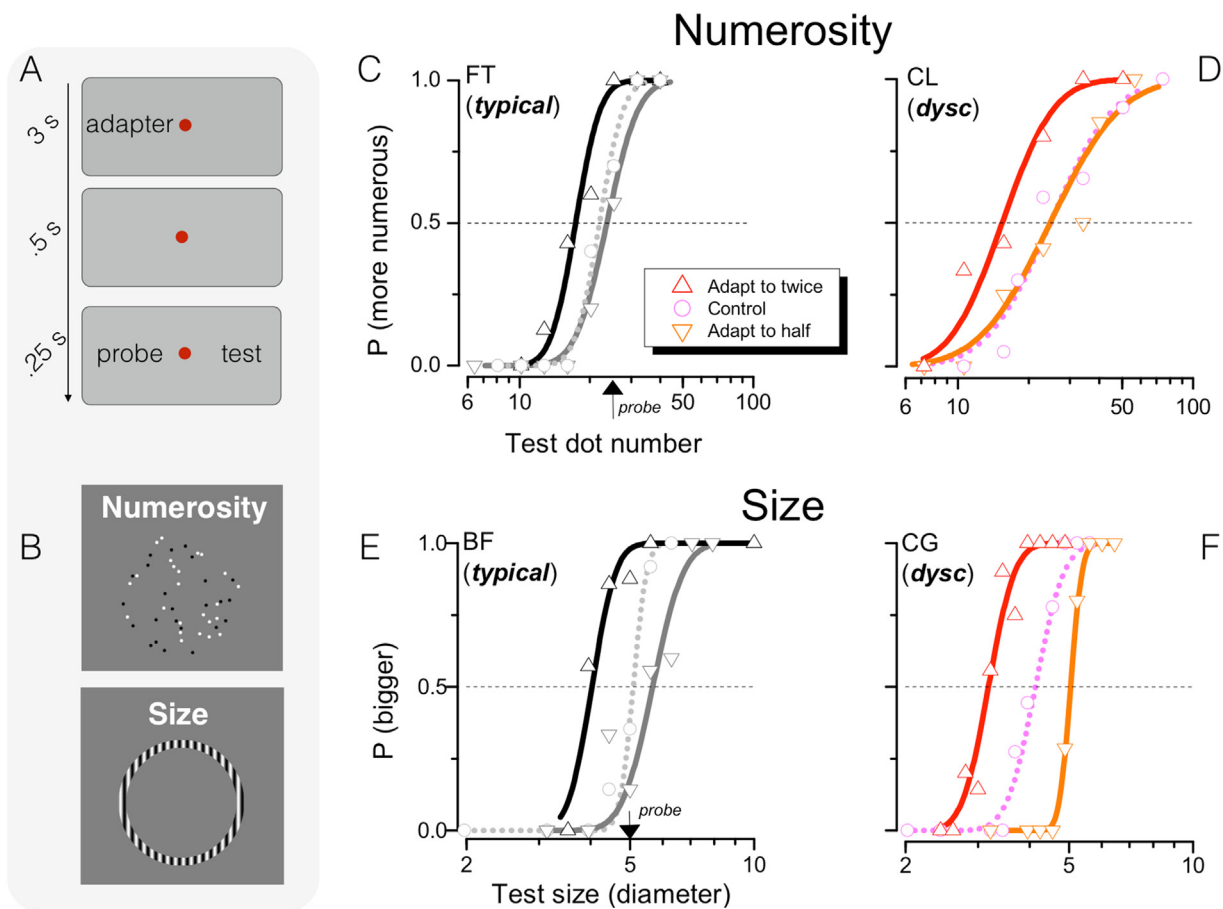 Numerosity
A
3 s
adapter
.5 s
.25 s
probe
test
B
Numerosity
Size
C
FT
(typical)
1.0
0.5
0.0
P (more numerous)
6
10
50
100
probe
Test dot number
Adapt to twice
Control
Adapt to half
D
CL
(dysc)
6
10
50
100
Size
E
BF
(typical)
1.0
0.5
0.0
P (bigger)
2
5
10
probe
Test size (diameter)
F
CG
(dysc)
2
5
10